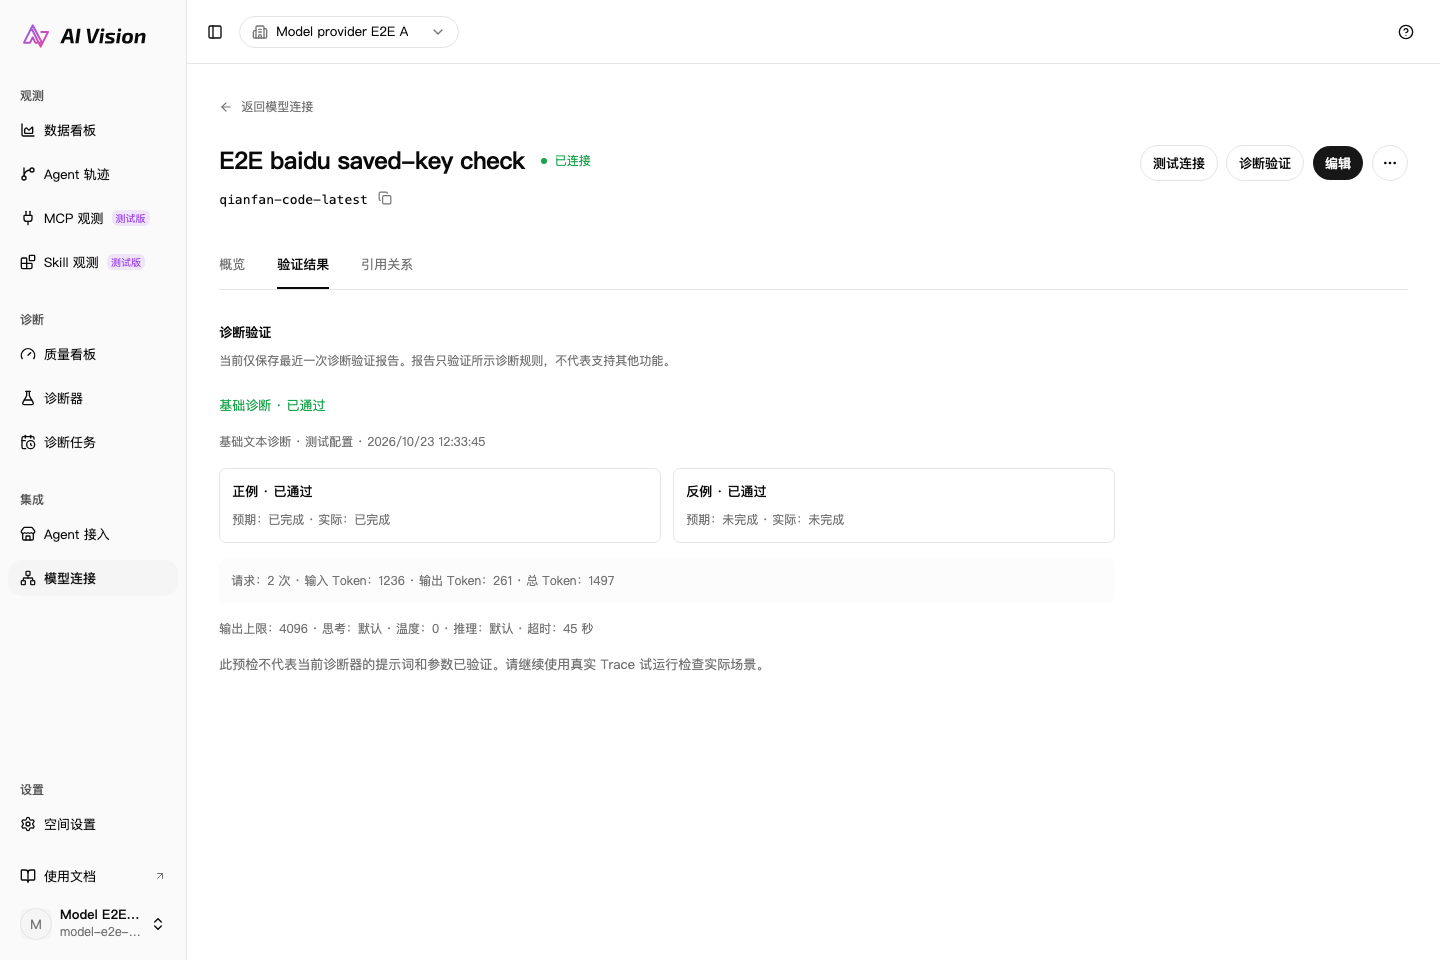 AI Vision
Model provider E2E A
观测
数据看板
Agent 轨迹
MCP 观测 测试版
Skill 观测 测试版
诊断
质量看板
诊断器
诊断任务
集成
Agent 接入
模型连接
设置
空间设置
使用文档
M
Model E2E...
model-e2e-...
返回模型连接
E2E baidu saved-key check
已连接
测试连接
诊断验证
编辑
qianfan-code-latest
概览
验证结果
引用关系
诊断验证
当前仅保存最近一次诊断验证报告。报告只验证所示诊断规则，不代表支持其他功能。
基础诊断 · 已通过
基础文本诊断 · 测试配置 · 2026/10/23 12:33:45
正例 · 已通过
预期：已完成 · 实际：已完成
反例 · 已通过
预期：未完成 · 实际：未完成
请求：2 次 · 输入 Token：1236 · 输出 Token：261 · 总 Token：1497
输出上限：4096 · 思考：默认 · 温度：0 · 推理：默认 · 超时：45 秒
此预检不代表当前诊断器的提示词和参数已验证。请继续使用真实 Trace 试运行检查实际场景。